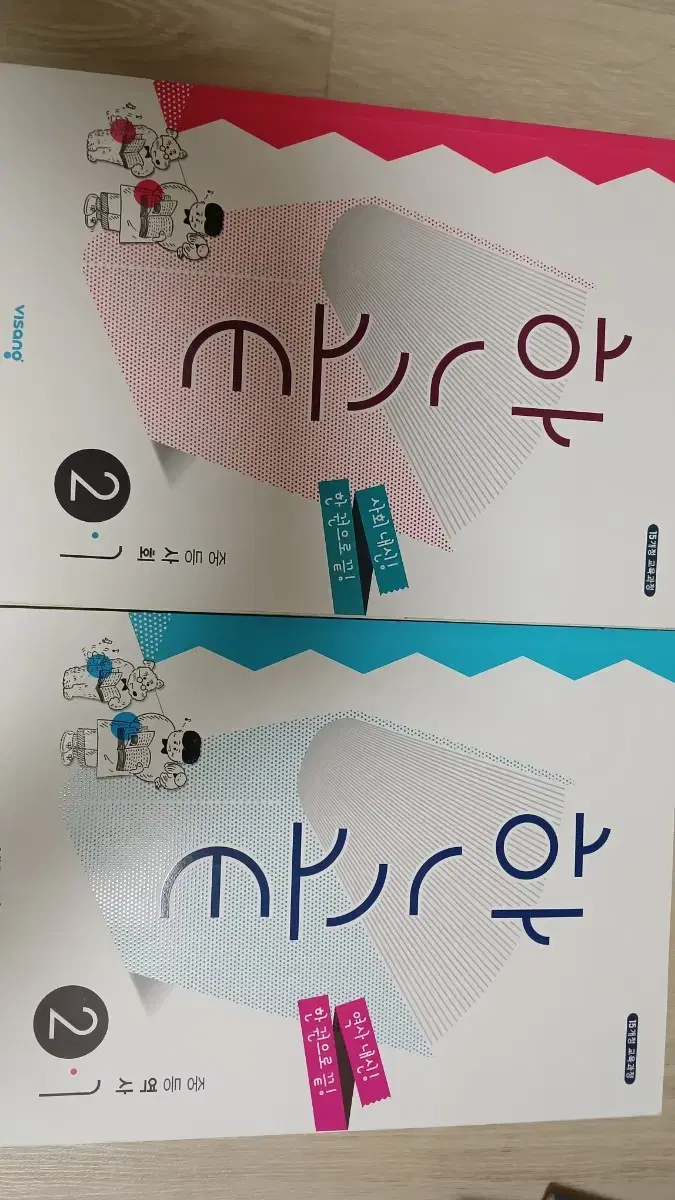 15개정 교육과정
한끝
사회 내신!
한 권으로 끝!
중등 사회
2·1
visang
15개정 교육과정
한끝
역사 내신!
한 권으로 끝!
중등 역사
2·1